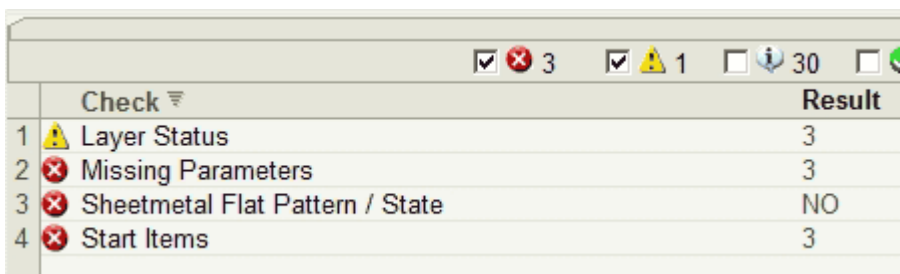 3 1 30
Check Result
1 Layer Status 3
2 Missing Parameters 3
3 Sheetmetal Flat Pattern / State NO
4 Start Items 3